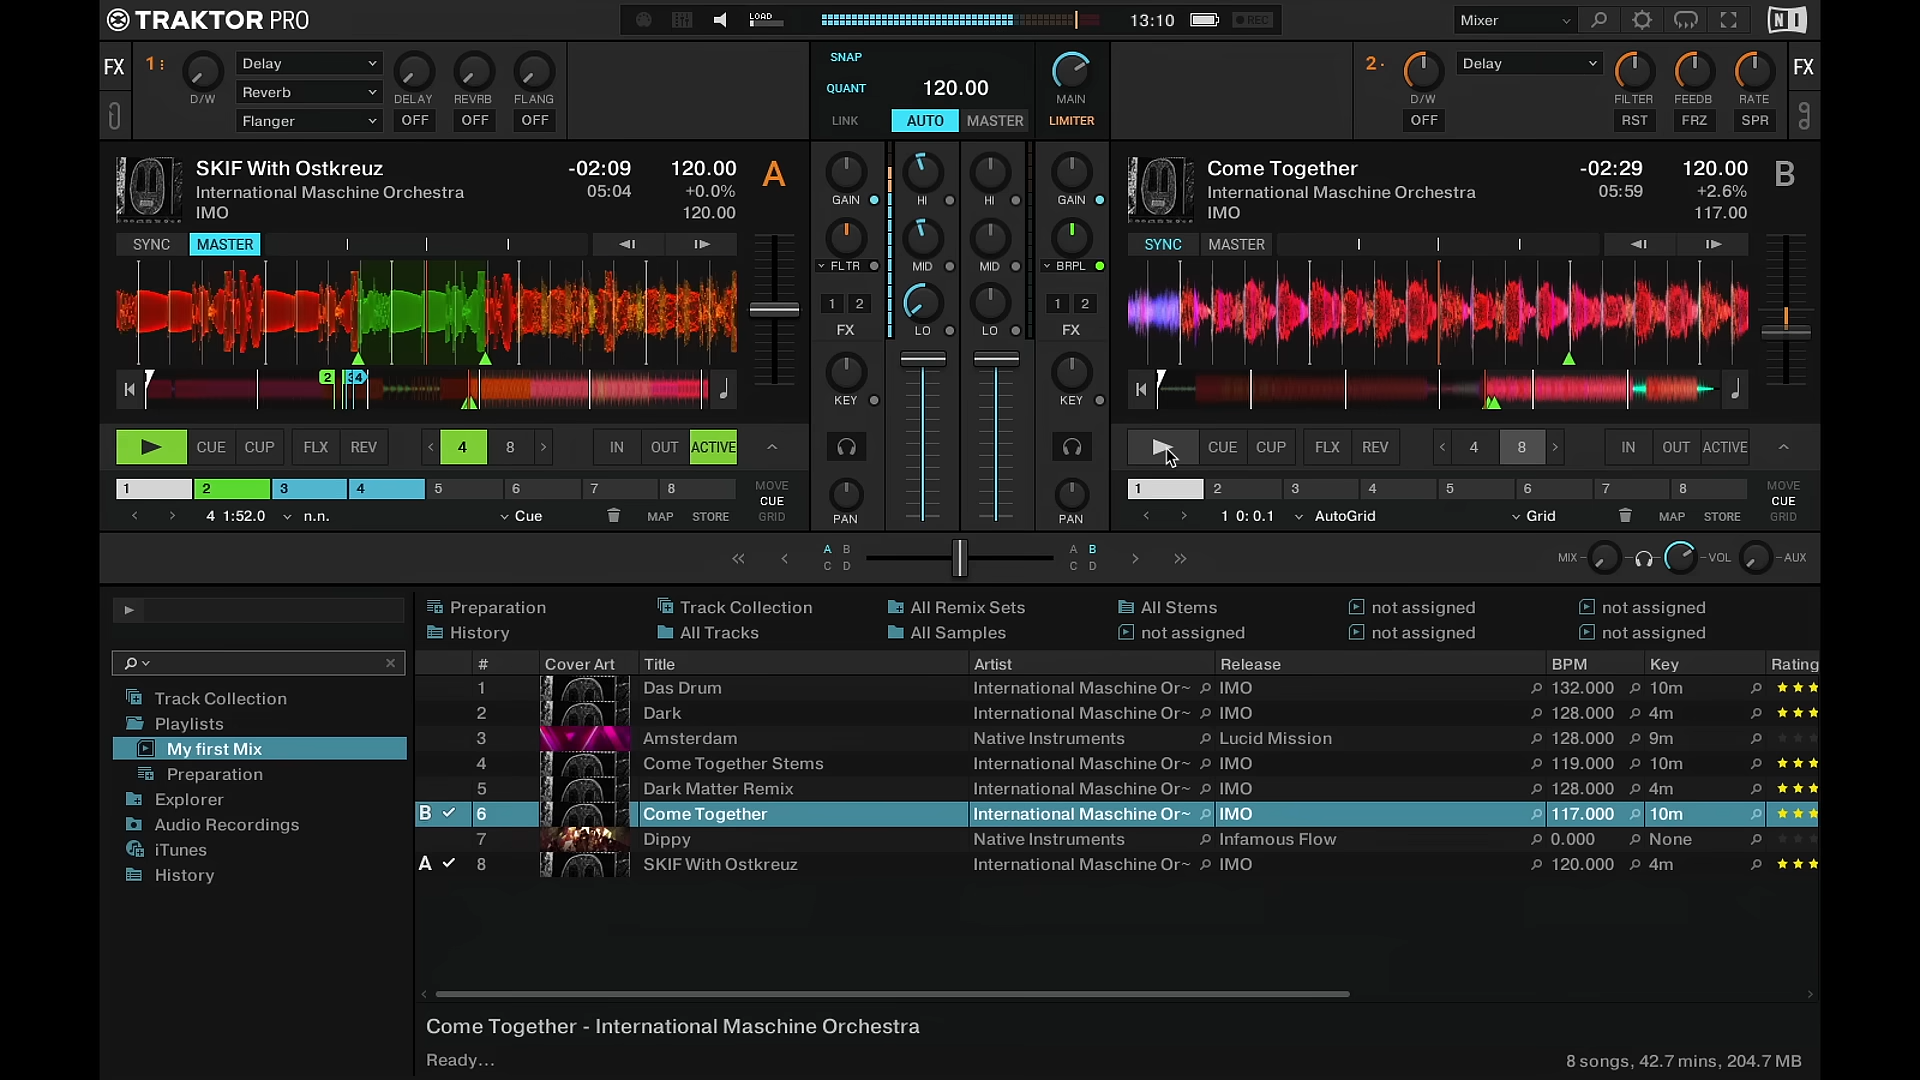 TRAKTOR PRO
LOAD
13:10
REC
Mixer
NI
FX
1
D/W
Delay
Reverb
Flanger
DELAY
REVRB
FLANG
OFF OFF OFF
SNAP
QUANT
LINK
120.00
AUTO MASTER
MAIN
LIMITER
2
D/W
OFF
Delay
FILTER FEEDB RATE
RST FRZ SPR
FX
SKIF With Ostkreuz
International Maschine Orchestra
IMO
-02:09
05:04
120.00
+0.0%
120.00
A
SYNC MASTER
2 3 4
CUE CUP FLX REV 4 8 IN OUT ACTIVE
1 2 3 4 5 6 7 8
MOVE
CUE
GRID
4 1:52.0 n.n. Cue MAP STORE
GAIN HI HI GAIN
FLTR MID MID BRPL
1 2 LO LO 1 2
FX FX
KEY KEY
PAN PAN
Come Together
International Maschine Orchestra
IMO
-02:29
05:59
120.00
+2.6%
117.00
B
SYNC MASTER
CUE CUP FLX REV 4 8 IN OUT ACTIVE
1 2 3 4 5 6 7 8
MOVE
CUE
GRID
1 0: 0.1 AutoGrid Grid MAP STORE
A B
C D
A B
C D
MIX VOL AUX
Preparation Track Collection All Remix Sets All Stems not assigned not assigned
History All Tracks All Samples not assigned not assigned not assigned
Track Collection
Playlists
My first Mix
Preparation
Explorer
Audio Recordings
iTunes
History
# Cover Art Title Artist Release BPM Key Rating
1 Das Drum International Maschine Or~ IMO 132.000 10m
2 Dark International Maschine Or~ IMO 128.000 4m
3 Amsterdam Native Instruments Lucid Mission 128.000 9m
4 Come Together Stems International Maschine Or~ IMO 119.000 10m
5 Dark Matter Remix International Maschine Or~ IMO 128.000 4m
B 6 Come Together International Maschine Or~ IMO 117.000 10m
7 Dippy Native Instruments Infamous Flow 0.000 None
A 8 SKIF With Ostkreuz International Maschine Or~ IMO 120.000 4m
Come Together - International Maschine Orchestra
Ready...
8 songs, 42.7 mins, 204.7 MB